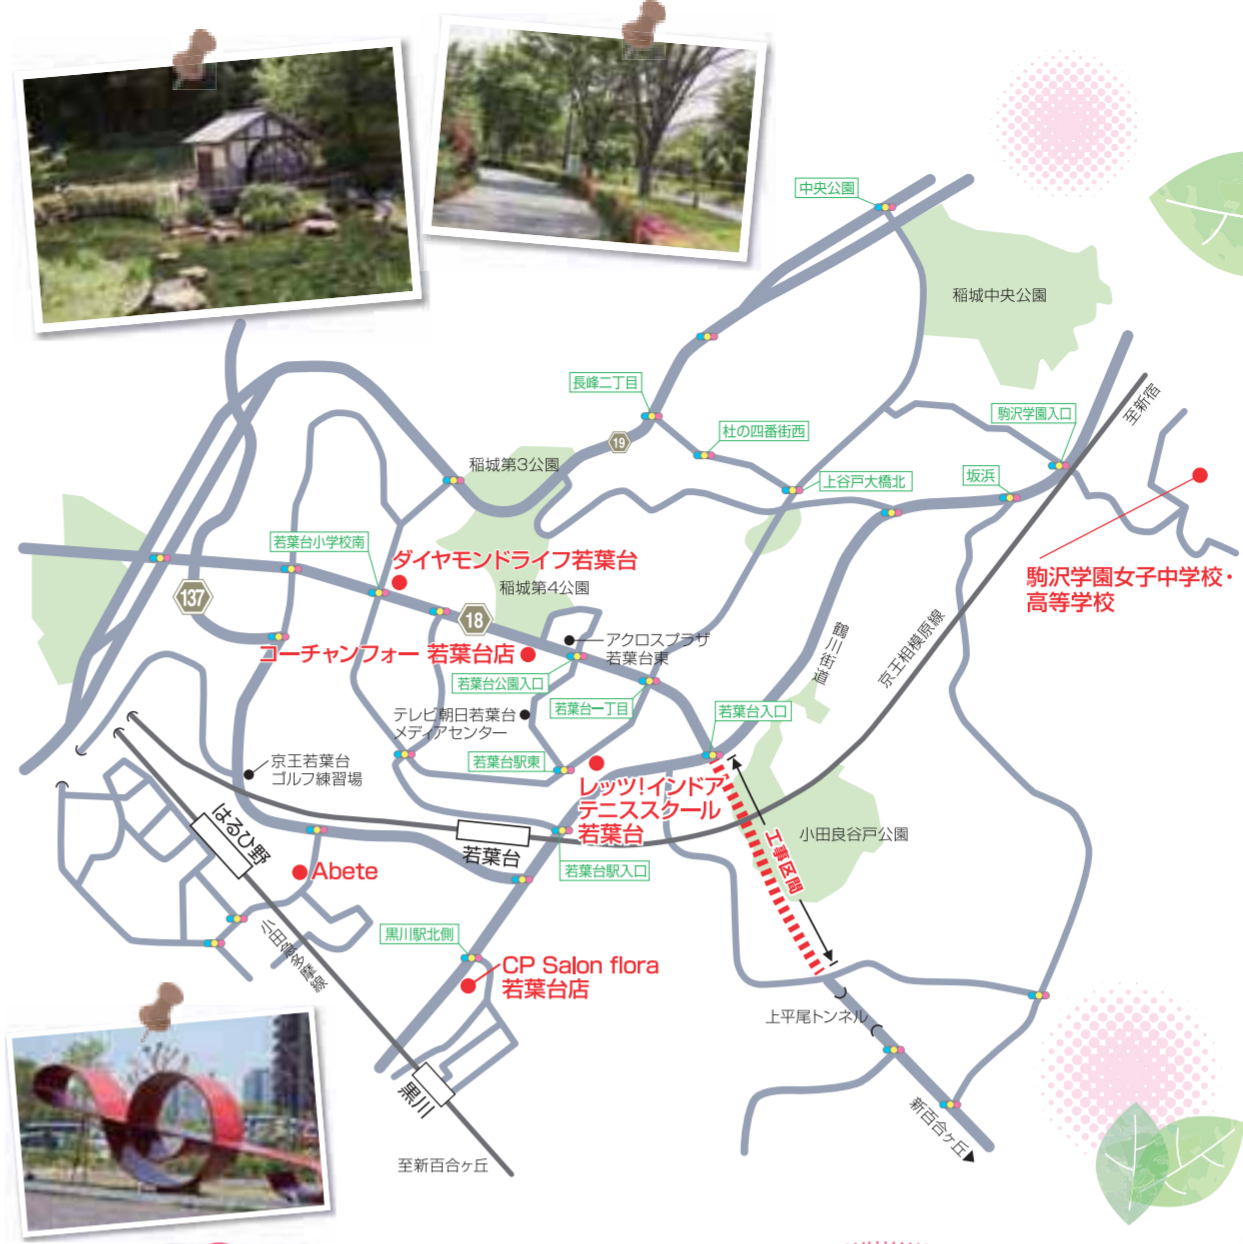 中央公園
稲城中央公園
長峰二丁目
杜の四番街西
駒沢学園入口
至新宿
19
稲城第3公園
上谷戸大橋北
坂浜
若葉台小学校南
ダイヤモンドライフ若葉台
稲城第4公園
駒沢学園女子中学校・
高等学校
137
18
アクロスプラザ
若葉台東
コーチャンフォー 若葉台店
若葉台公園入口
鶴川街道
京王相模原線
テレビ朝日若葉台
メディアセンター
若葉台一丁目
若葉台入口
京王若葉台
ゴルフ練習場
若葉台駅東
レッツ!インドア
テニススクール
若葉台
はるひ野
若葉台
工事区間
小田良谷戸公園
Abete
若葉台駅入口
小田急多摩線
黒川駅北側
CP Salon flora
若葉台店
上平尾トンネル
黒川
新百合ヶ丘
至新百合ヶ丘